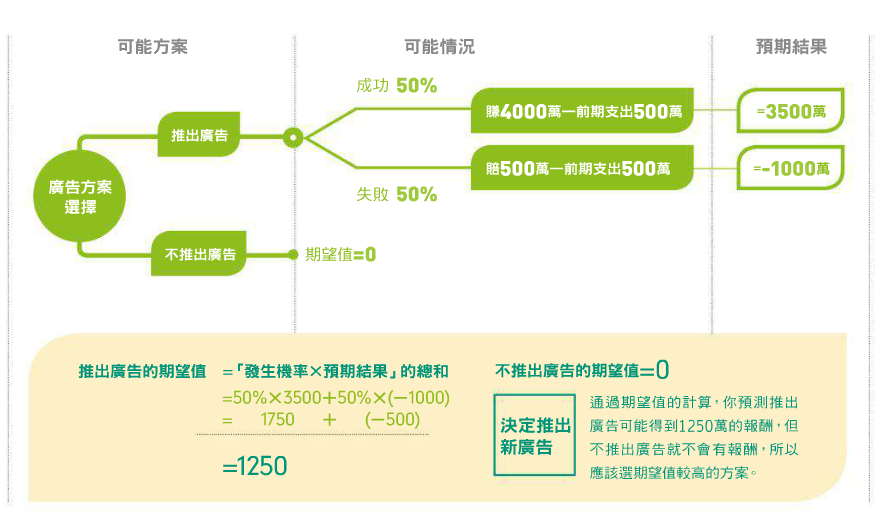 可能方案
可能情況
預期結果
成功 50%
賺4000萬—前期支出500萬
=3500萬
推出廣告
廣告方案
選擇
賠500萬—前期支出500萬
=-1000萬
失敗 50%
不推出廣告
期望值=0
推出廣告的期望值 =「發生機率×預期結果」的總和
=50%×3500+50%×(—1000)
= 1750 + (—500)
=1250
不推出廣告的期望值=0
決定推出
新廣告
通過期望值的計算，你預測推出
廣告可能得到1250萬的報酬，但
不推出廣告就不會有報酬，所以
應該選期望值較高的方案。